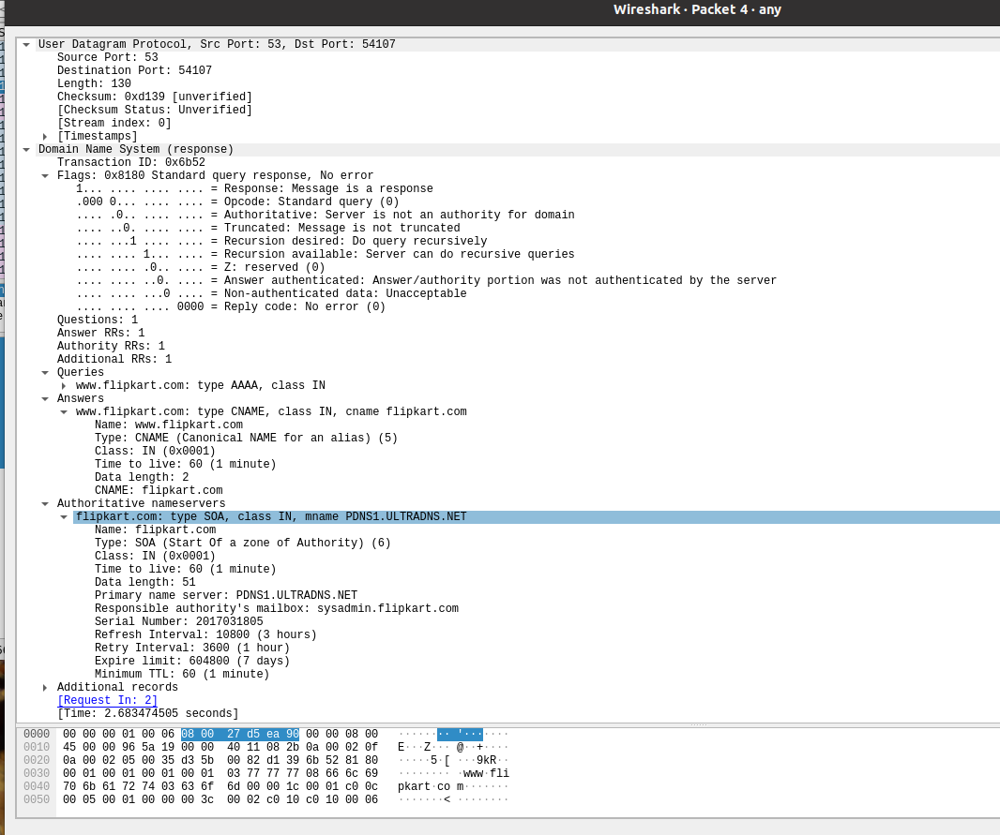 Wireshark · Packet 4 · any
User Datagram Protocol, Src Port: 53, Dst Port: 54107
Source Port: 53
Destination Port: 54107
Length: 130
Checksum: 0xd139 [unverified]
[Checksum Status: Unverified]
[Stream index: 0]
[Timestamps]
Domain Name System (response)
Transaction ID: 0x6b52
Flags: 0x8180 Standard query response, No error
1... .... .... .... = Response: Message is a response
.000 0... .... .... = Opcode: Standard query (0)
.... .0.. .... .... = Authoritative: Server is not an authority for domain
.... ..0. .... .... = Truncated: Message is not truncated
.... ...1 .... .... = Recursion desired: Do query recursively
.... .... 1... .... = Recursion available: Server can do recursive queries
.... .... .0.. .... = Z: reserved (0)
.... .... ..0. .... = Answer authenticated: Answer/authority portion was not authenticated by the server
.... .... ...0 .... = Non-authenticated data: Unacceptable
.... .... .... 0000 = Reply code: No error (0)
Questions: 1
Answer RRs: 1
Authority RRs: 1
Additional RRs: 1
Queries
www.flipkart.com: type AAAA, class IN
Answers
www.flipkart.com: type CNAME, class IN, cname flipkart.com
Name: www.flipkart.com
Type: CNAME (Canonical NAME for an alias) (5)
Class: IN (0x0001)
Time to live: 60 (1 minute)
Data length: 2
CNAME: flipkart.com
Authoritative nameservers
flipkart.com: type SOA, class IN, mname PDNS1.ULTRADNS.NET
Name: flipkart.com
Type: SOA (Start Of a zone of Authority) (6)
Class: IN (0x0001)
Time to live: 60 (1 minute)
Data length: 51
Primary name server: PDNS1.ULTRADNS.NET
Responsible authority's mailbox: sysadmin.flipkart.com
Serial Number: 2017031805
Refresh Interval: 10800 (3 hours)
Retry Interval: 3600 (1 hour)
Expire limit: 604800 (7 days)
Minimum TTL: 60 (1 minute)
Additional records
[Request In: 2]
[Time: 2.683474505 seconds]
0000 00 00 00 01 00 06 08 00 27 d5 ea 90 00 00 08 00 ········ '·······
0010 45 00 00 96 5a 19 00 00 40 11 08 2b 0a 00 02 0f E···Z··· @··+····
0020 0a 00 02 05 00 35 d3 5b 00 82 d1 39 6b 52 81 80 ·····5·[ ···9kR··
0030 00 01 00 01 00 01 00 01 03 77 77 77 08 66 6c 69 ········ ·www·fli
0040 70 6b 61 72 74 03 63 6f 6d 00 00 1c 00 01 c0 0c pkart·co m·······
0050 00 05 00 01 00 00 00 3c 00 02 c0 10 c0 10 00 06 ·······< ········